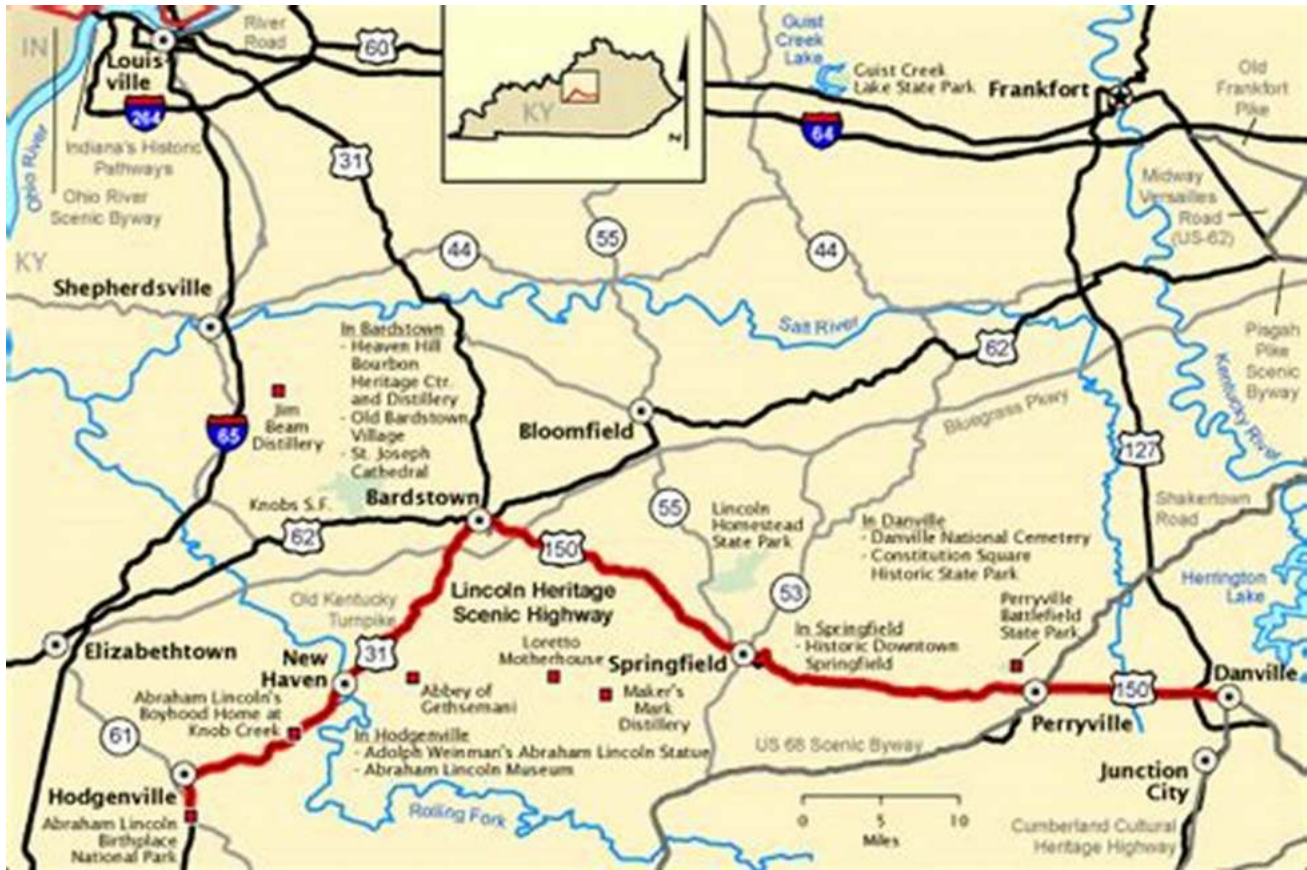 IN
Louis-
ville
River
Road
60
264
Ohio River
Indiana's Historic
Pathways
Ohio River
Scenic Byway
KY
31
KY
N
Guist
Creek
Lake
Guist Creek
Lake State Park
64
Frankfort
Old
Frankfort
Pike
Midway
Versailles
Road
(US-62)
44
55
44
Shepherdsville
Salt River
62
Pisgah
Pike
Scenic
Byway
Kentucky River
In Bardstown
- Heaven Hill
Bourbon
Heritage Ctr.
and Distillery
- Old Bardstown
Village
- St. Joseph
Cathedral
Jim
Beam
Distillery
65
Bloomfield
Bluegrass Pkwy
127
Knobs S.F.
Bardstown
62
150
55
Lincoln
Homestead
State Park
In Danville
- Danville National Cemetery
- Constitution Square
Historic State Park
Shakertown
Road
Herrington
Lake
53
Lincoln Heritage
Scenic Highway
Old Kentucky
Turnpike
31
Elizabethtown
New
Haven
Loretto
Motherhouse
Springfield
In Springfield
- Historic Downtown
Springfield
Perryville
Battlefield
State Park
Danville
150
Perryville
Abbey of
Gethsemani
Maker's
Mark
Distillery
Abraham Lincoln's
Boyhood Home at
Knob Creek
61
In Hodgenville
- Adolph Weinman's Abraham Lincoln Statue
- Abraham Lincoln Museum
US 68 Scenic Byway
Junction
City
Hodgenville
Abraham Lincoln
Birthplace
National Park
Rolling Fork
0 5 10
Miles
Cumberland Cultural
Heritage Highway